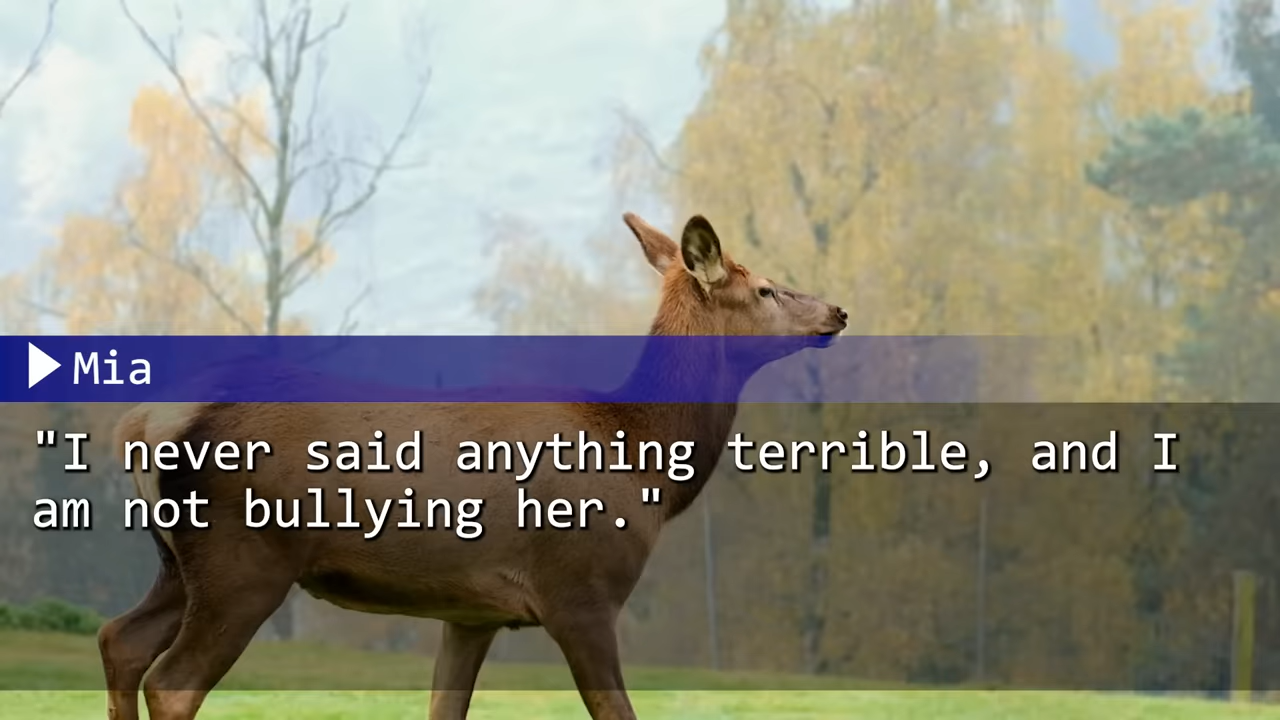 Mia
"I never said anything terrible, and I
am not bullying her."